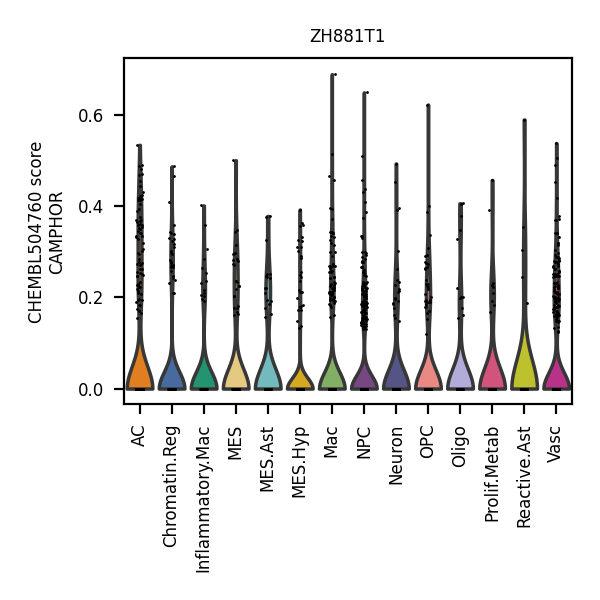 ZH881T1
CHEMBL504760 score
CAMPHOR
0.6
0.4
0.2
0.0
AC
Chromatin.Reg
Inflammatory.Mac
MES
MES.Ast
MES.Hyp
Mac
NPC
Neuron
OPC
Oligo
Prolif.Metab
Reactive.Ast
Vasc